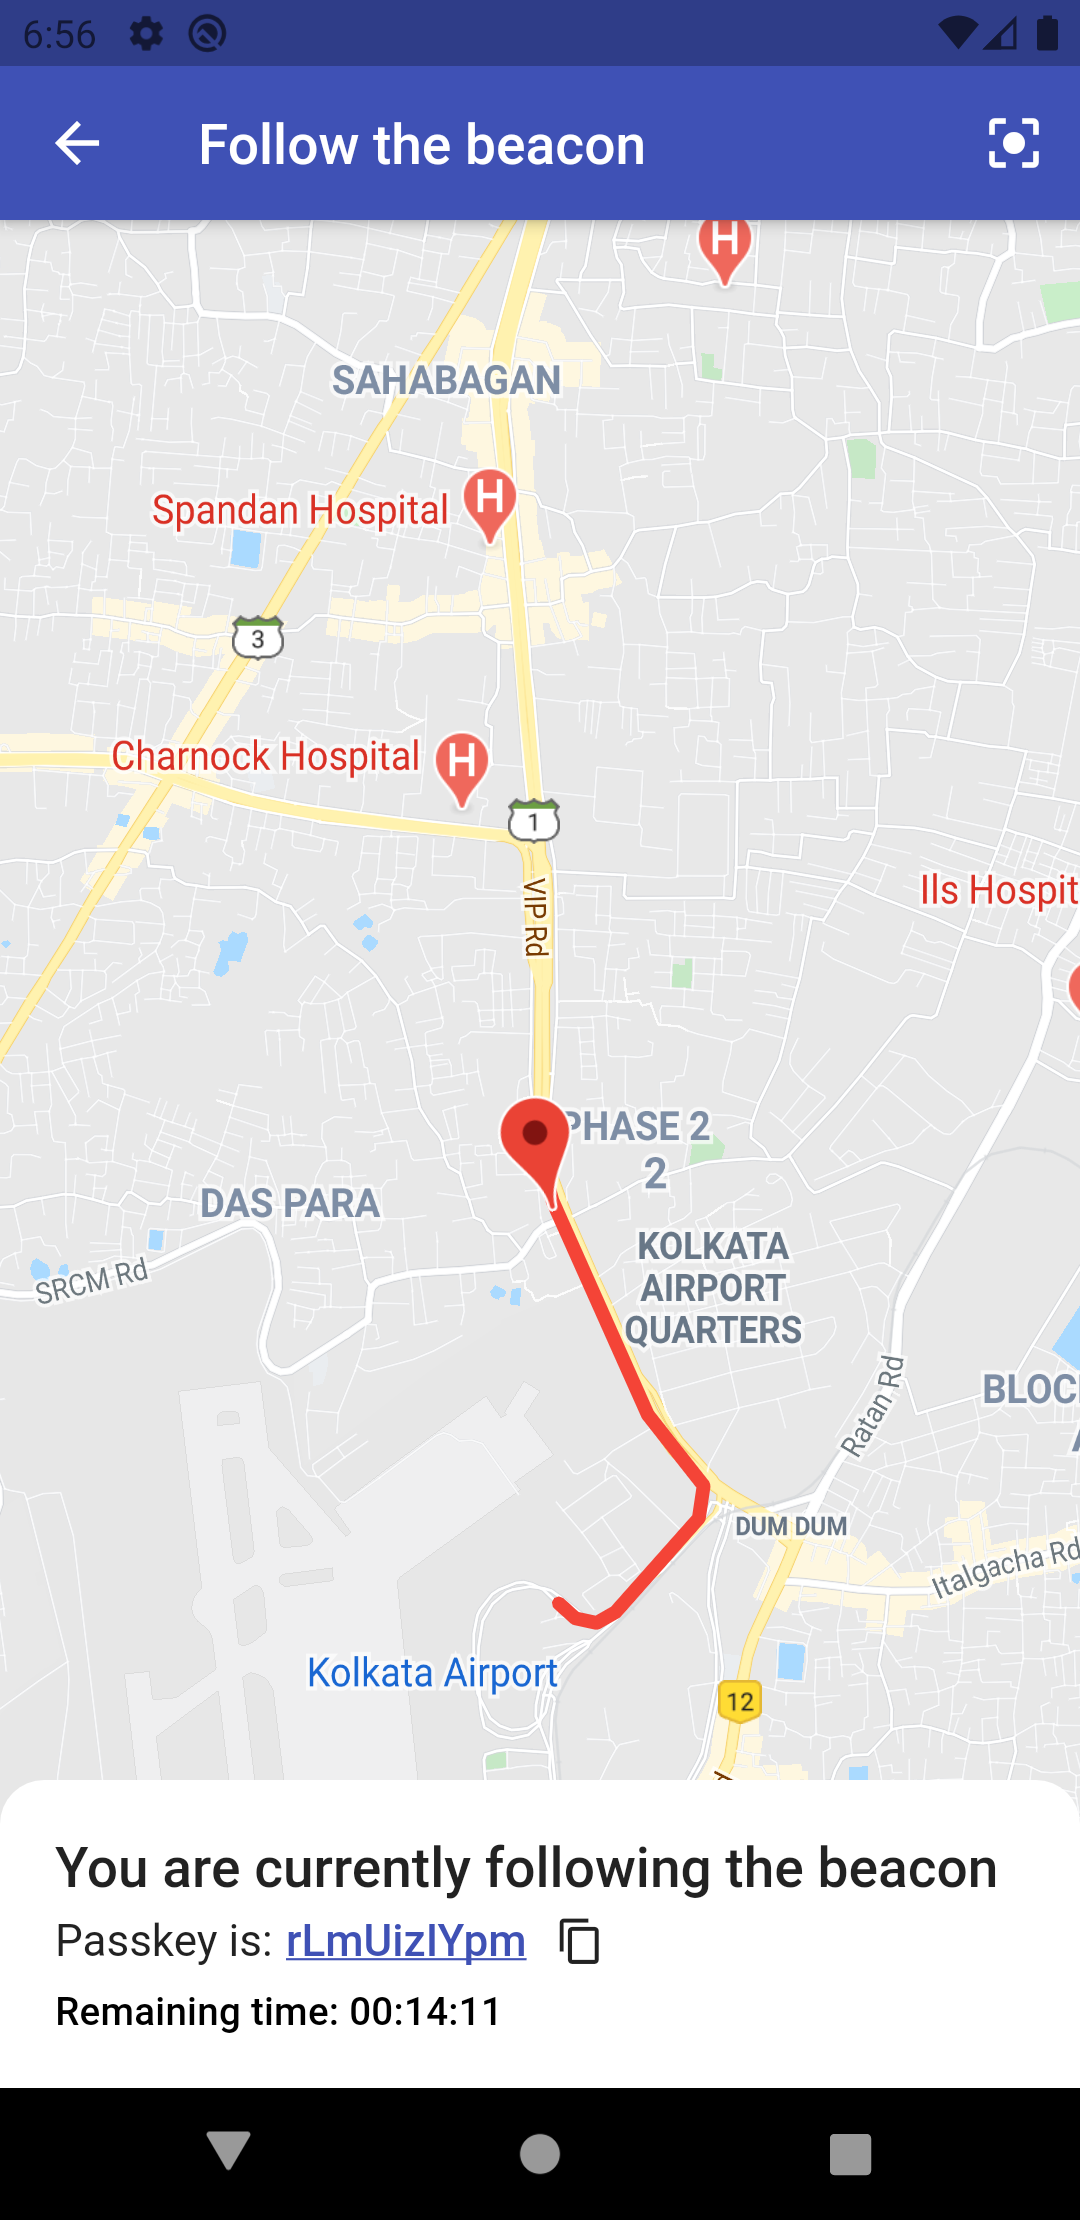 6:56
Follow the beacon
H
SAHABAGAN
Spandan Hospital
H
3
Charnock Hospital
H
1
VIP Rd
Ils Hospit
PHASE 2
2
DAS PARA
KOLKATA
AIRPORT
QUARTERS
SRCM Rd
Ratan Rd
BLOC
DUM DUM
Italgacha Rd
Kolkata Airport
12
You are currently following the beacon
Passkey is: rLmUizIYpm
Remaining time: 00:14:11